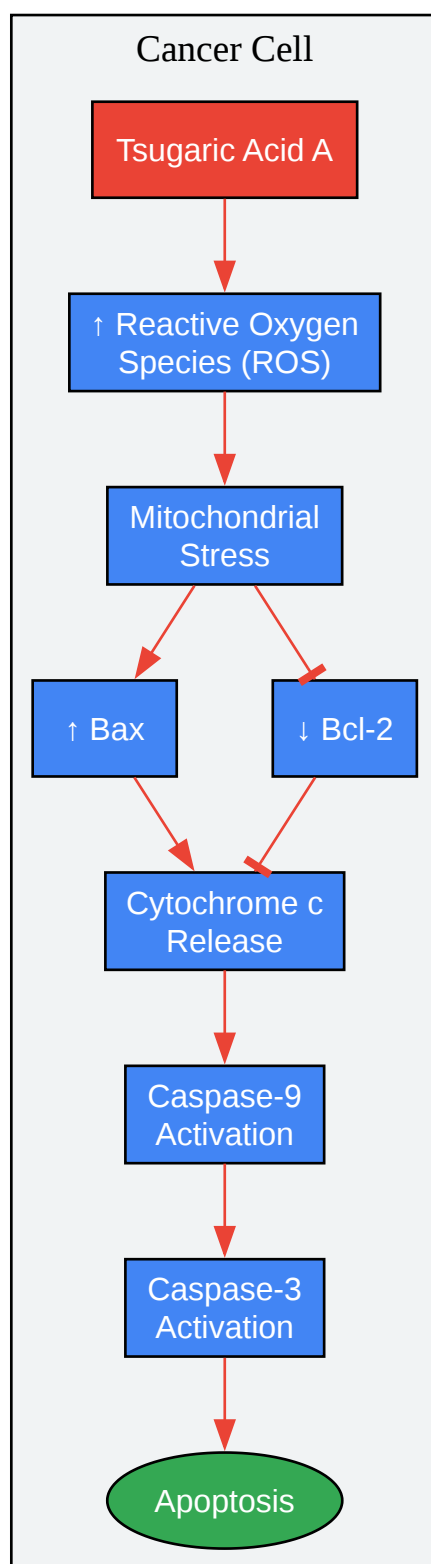 Cancer Cell
Tsugaric Acid A
↑ Reactive Oxygen
Species (ROS)
Mitochondrial
Stress
↑ Bax
↓ Bcl-2
Cytochrome c
Release
Caspase-9
Activation
Caspase-3
Activation
Apoptosis